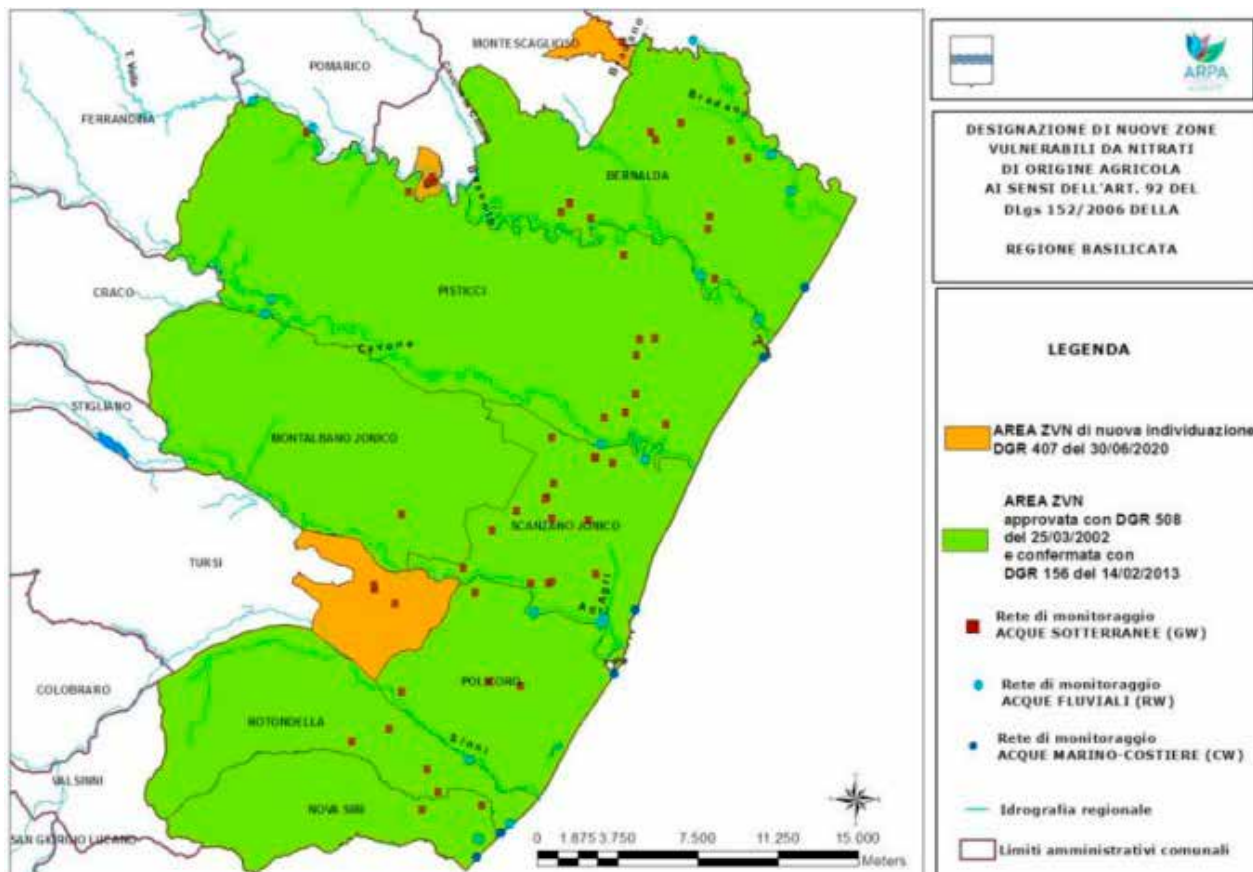 MONTESCAGLIOSO
Bradano
POMARICO
FERRANDINA
Bradano
BERNALDA
Basento
CRACO
PISTICCI
Cavone
STIGLIANO
MONTALBANO JONICO
SCANZANO JONICO
TURSI
Agri
COLOBRARO
POLICORO
ROTONDELLA
Sinni
VALSINNI
NOVA SIRI
SAN GIORGIO LUCANO
0 1.875 3.750 7.500 11.250 15.000
Meters
ARPA
DESIGNAZIONE DI NUOVE ZONE
VULNERABILI DA NITRATI
DI ORIGINE AGRICOLA
AI SENSI DELL'ART. 92 DEL
DLgs 152/2006 DELLA
REGIONE BASILICATA
LEGENDA
AREA ZVN di nuova individuazione
DGR 407 del 30/06/2020
AREA ZVN
approvata con DGR 508
del 25/03/2002
e confermata con
DGR 156 del 14/02/2013
Rete di monitoraggio
ACQUE SOTTERRANEE (GW)
Rete di monitoraggio
ACQUE FLUVIALI (RW)
Rete di monitoraggio
ACQUE MARINO-COSTIERE (CW)
Idrografia regionale
Limiti amministrativi comunali